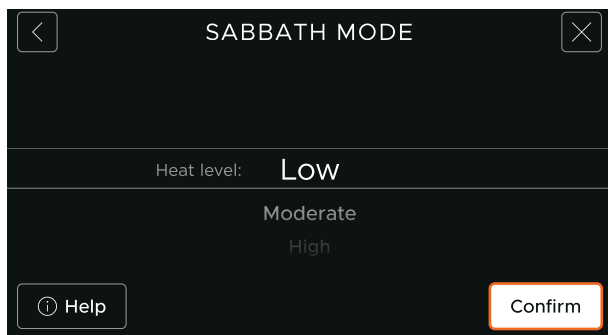 SABBATH MODE
Heat level: Low
Moderate
High
Help
Confirm